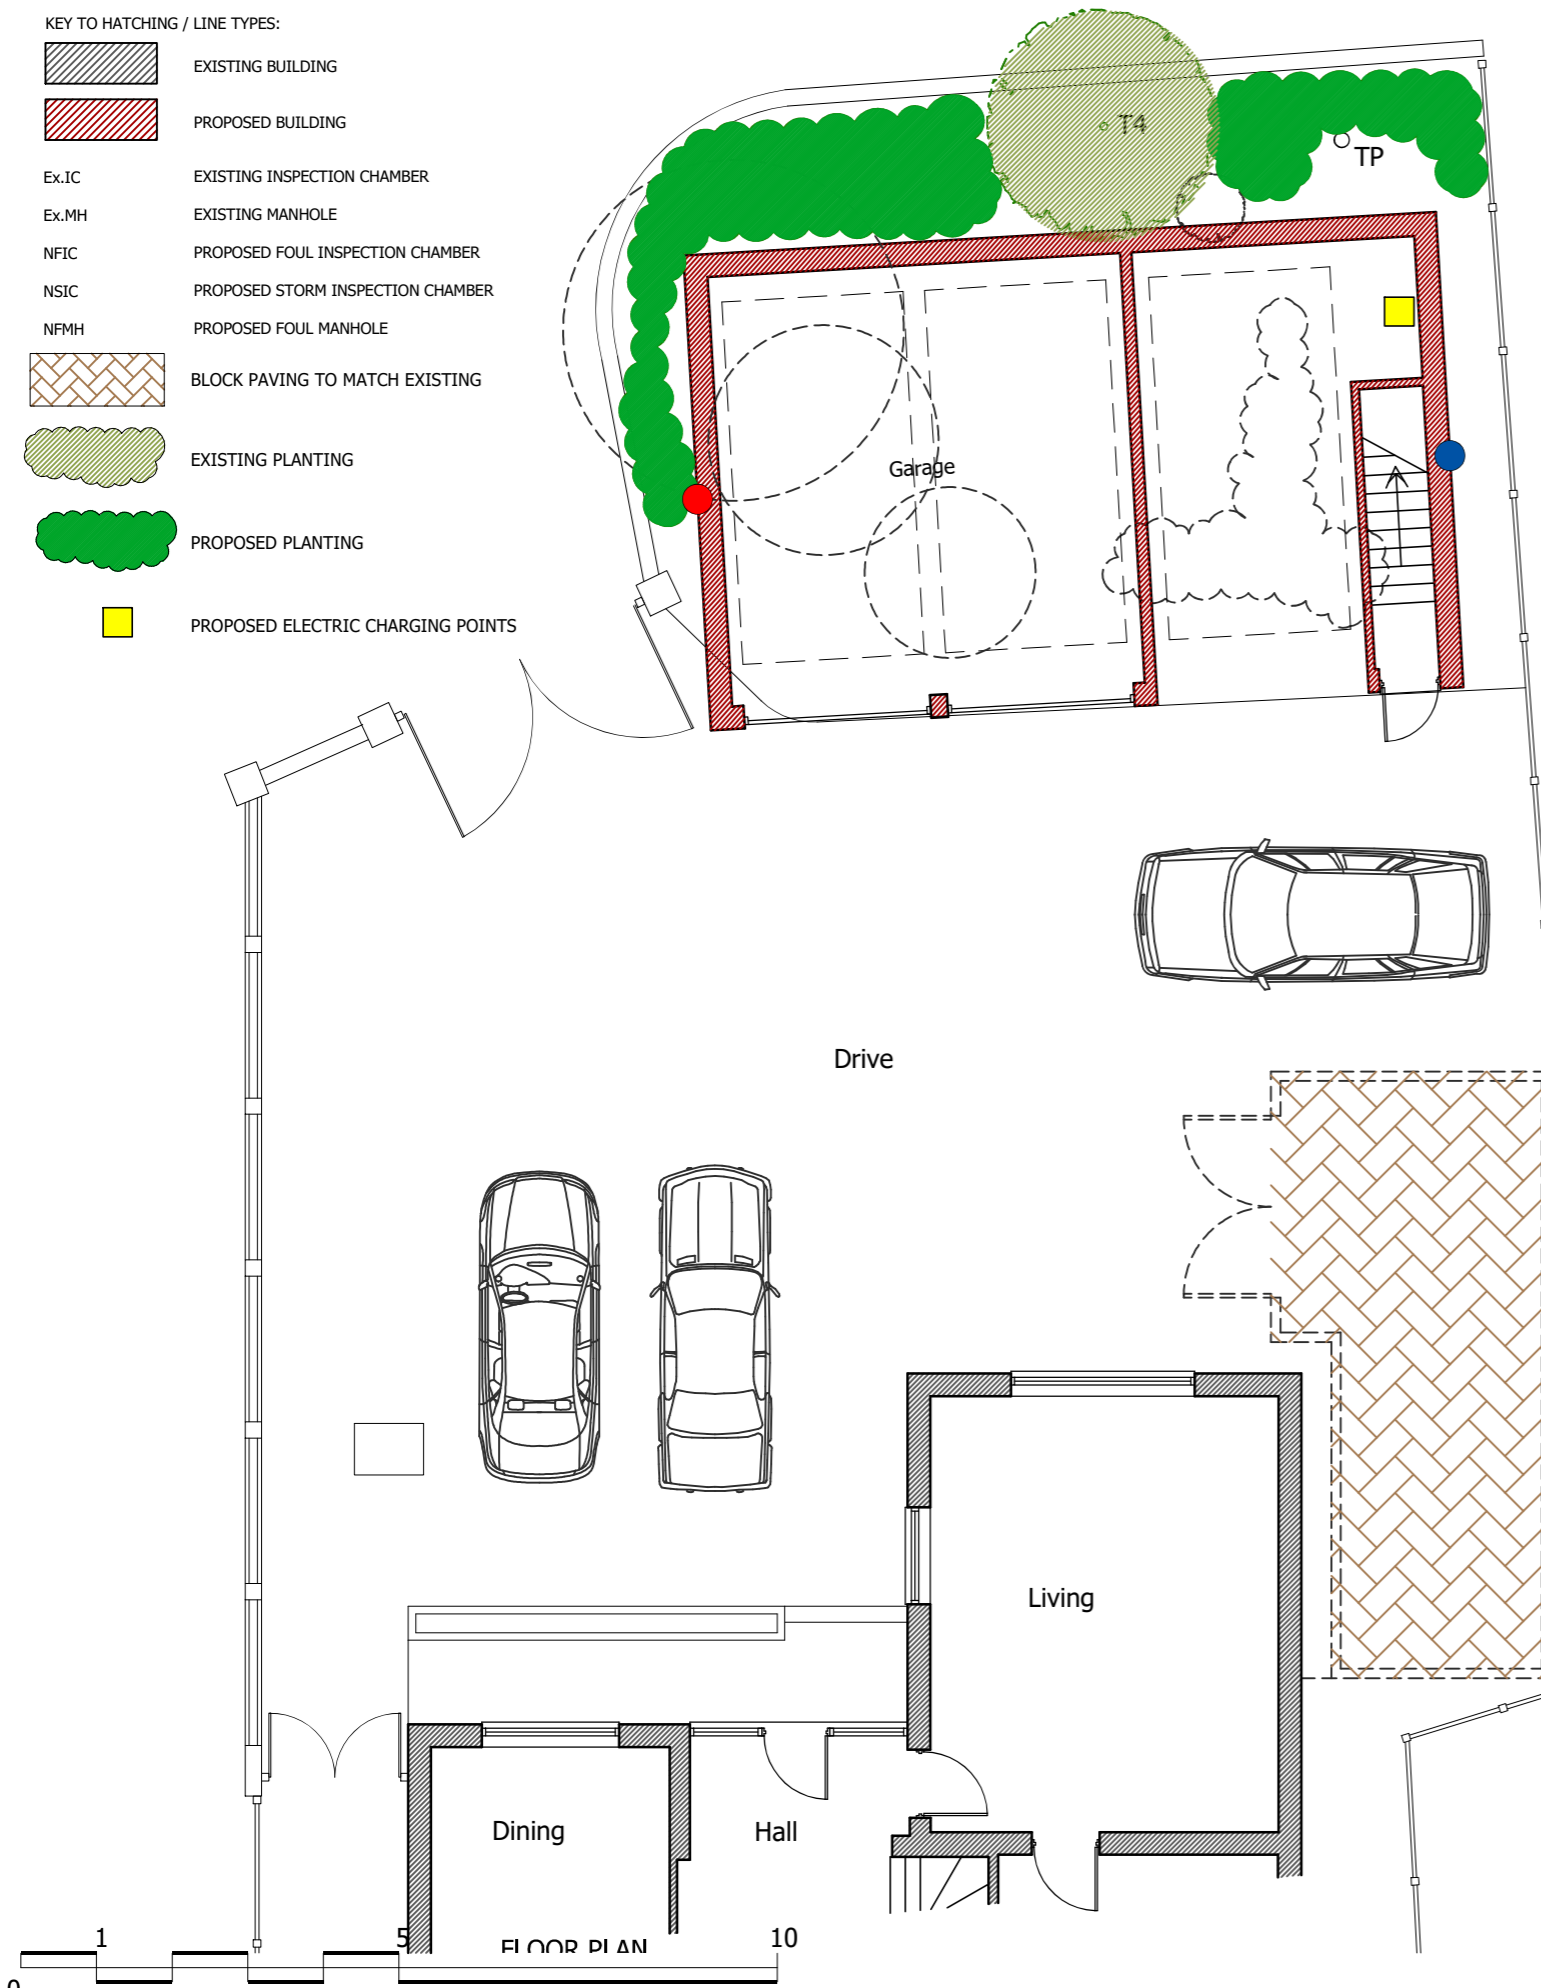 KEY TO HATCHING / LINE TYPES:
EXISTING BUILDING
PROPOSED BUILDING
Ex.IC EXISTING INSPECTION CHAMBER
Ex.MH EXISTING MANHOLE
NFIC PROPOSED FOUL INSPECTION CHAMBER
NSIC PROPOSED STORM INSPECTION CHAMBER
NFMH PROPOSED FOUL MANHOLE
BLOCK PAVING TO MATCH EXISTING
EXISTING PLANTING
PROPOSED PLANTING
PROPOSED ELECTRIC CHARGING POINTS
T4
TP
Garage
Drive
Living
Dining
Hall
FLOOR PLAN
0 1 5 10